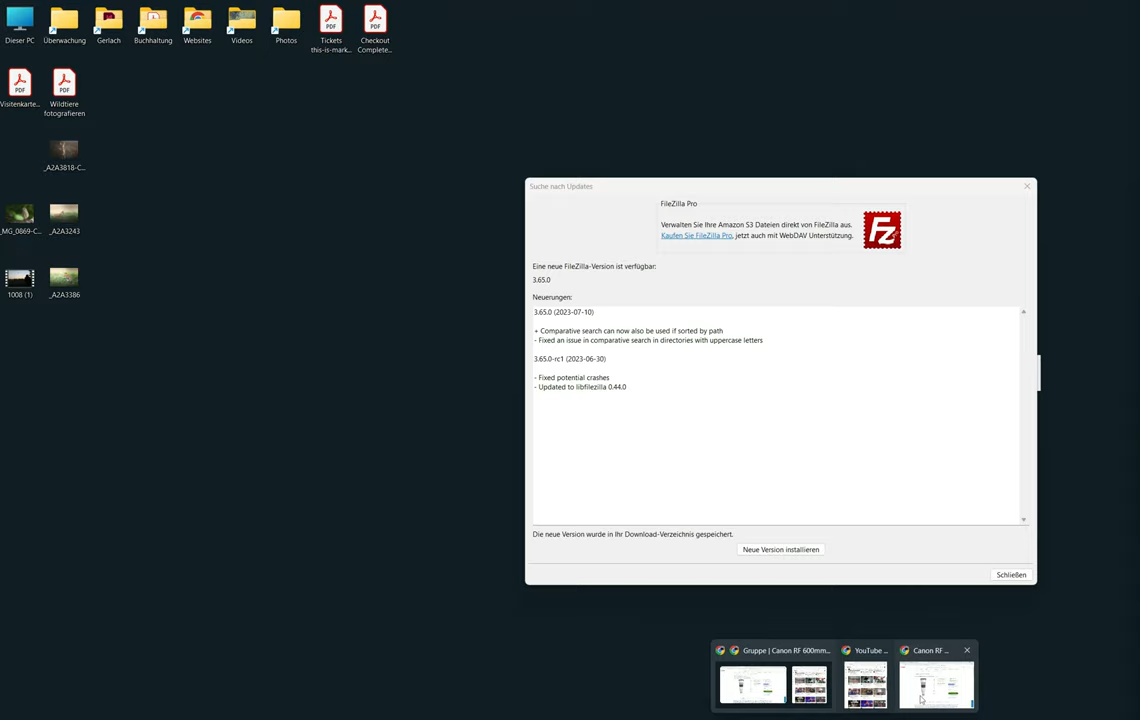 Dieser PC
Überwachung
Gerlach
Buchhaltung
Websites
Videos
Photos
Tickets
this-is-mark...
Checkout
Complete...
Visitenkarte...
Wildtiere
fotografieren
_A2A3818-C...
_MG_0869-C...
_A2A3243
1008 (1)
_A2A3386
Suche nach Updates
FileZilla Pro
Verwalten Sie Ihre Amazon S3 Dateien direkt von FileZilla aus.
Kaufen Sie FileZilla Pro, jetzt auch mit WebDAV Unterstützung.
Fz
Eine neue FileZilla-Version ist verfügbar:
3.65.0
Neuerungen:
3.65.0 (2023-07-10)
+ Comparative search can now also be used if sorted by path
- Fixed an issue in comparative search in directories with uppercase letters
3.65.0-rc1 (2023-06-30)
- Fixed potential crashes
- Updated to libfilezilla 0.44.0
Die neue Version wurde in Ihr Download-Verzeichnis gespeichert.
Neue Version installieren
Schließen
Gruppe | Canon RF 600mm...
YouTube ...
Canon RF ...
PDF
PDF
PDF
PDF